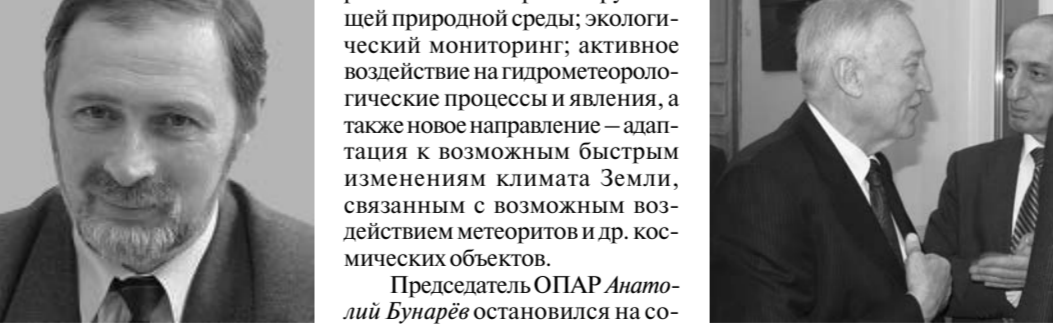 щей природной среды; экологи-
ческий мониторинг; активное
воздействие на гидрометеороло-
гические процессы и явления, а
также новое направление – адап-
тация к возможным быстрым
изменениям климата Земли,
связанным с возможным воз-
действием метеоритов и др. кос-
мических объектов.
Председатель ОПАР Анато-
лий Бунарёв остановился на со-